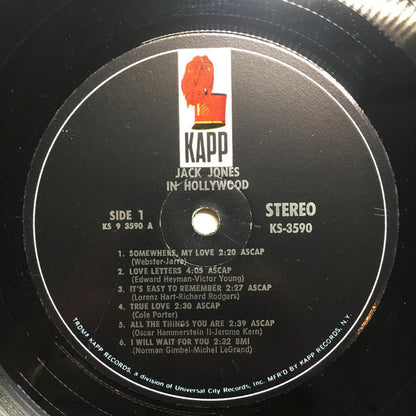 KAPP
JACK JONES
IN HOLLYWOOD
SIDE 1
KS 9 3590 A
STEREO
KS-3590
1. SOMEWHERE, MY LOVE 2:20 ASCAP
(Webster-Jarre)
2. LOVE LETTERS 4:05 ASCAP
(Edward Heyman-Victor Young)
3. IT'S EASY TO REMEMBER 2:27 ASCAP
(Lorenz Hart-Richard Rodgers)
4. TRUE LOVE 2:30 ASCAP
(Cole Porter)
5. ALL THE THINGS YOU ARE 2:39 ASCAP
(Oscar Hammerstein II-Jerome Kern)
6. I WILL WAIT FOR YOU 2:32 BMI
(Norman Gimbel-Michel LeGrand)
TRDMK KAPP RECORDS, a division of Universal City Records, Inc. MFR'D BY KAPP RECORDS, N.Y.